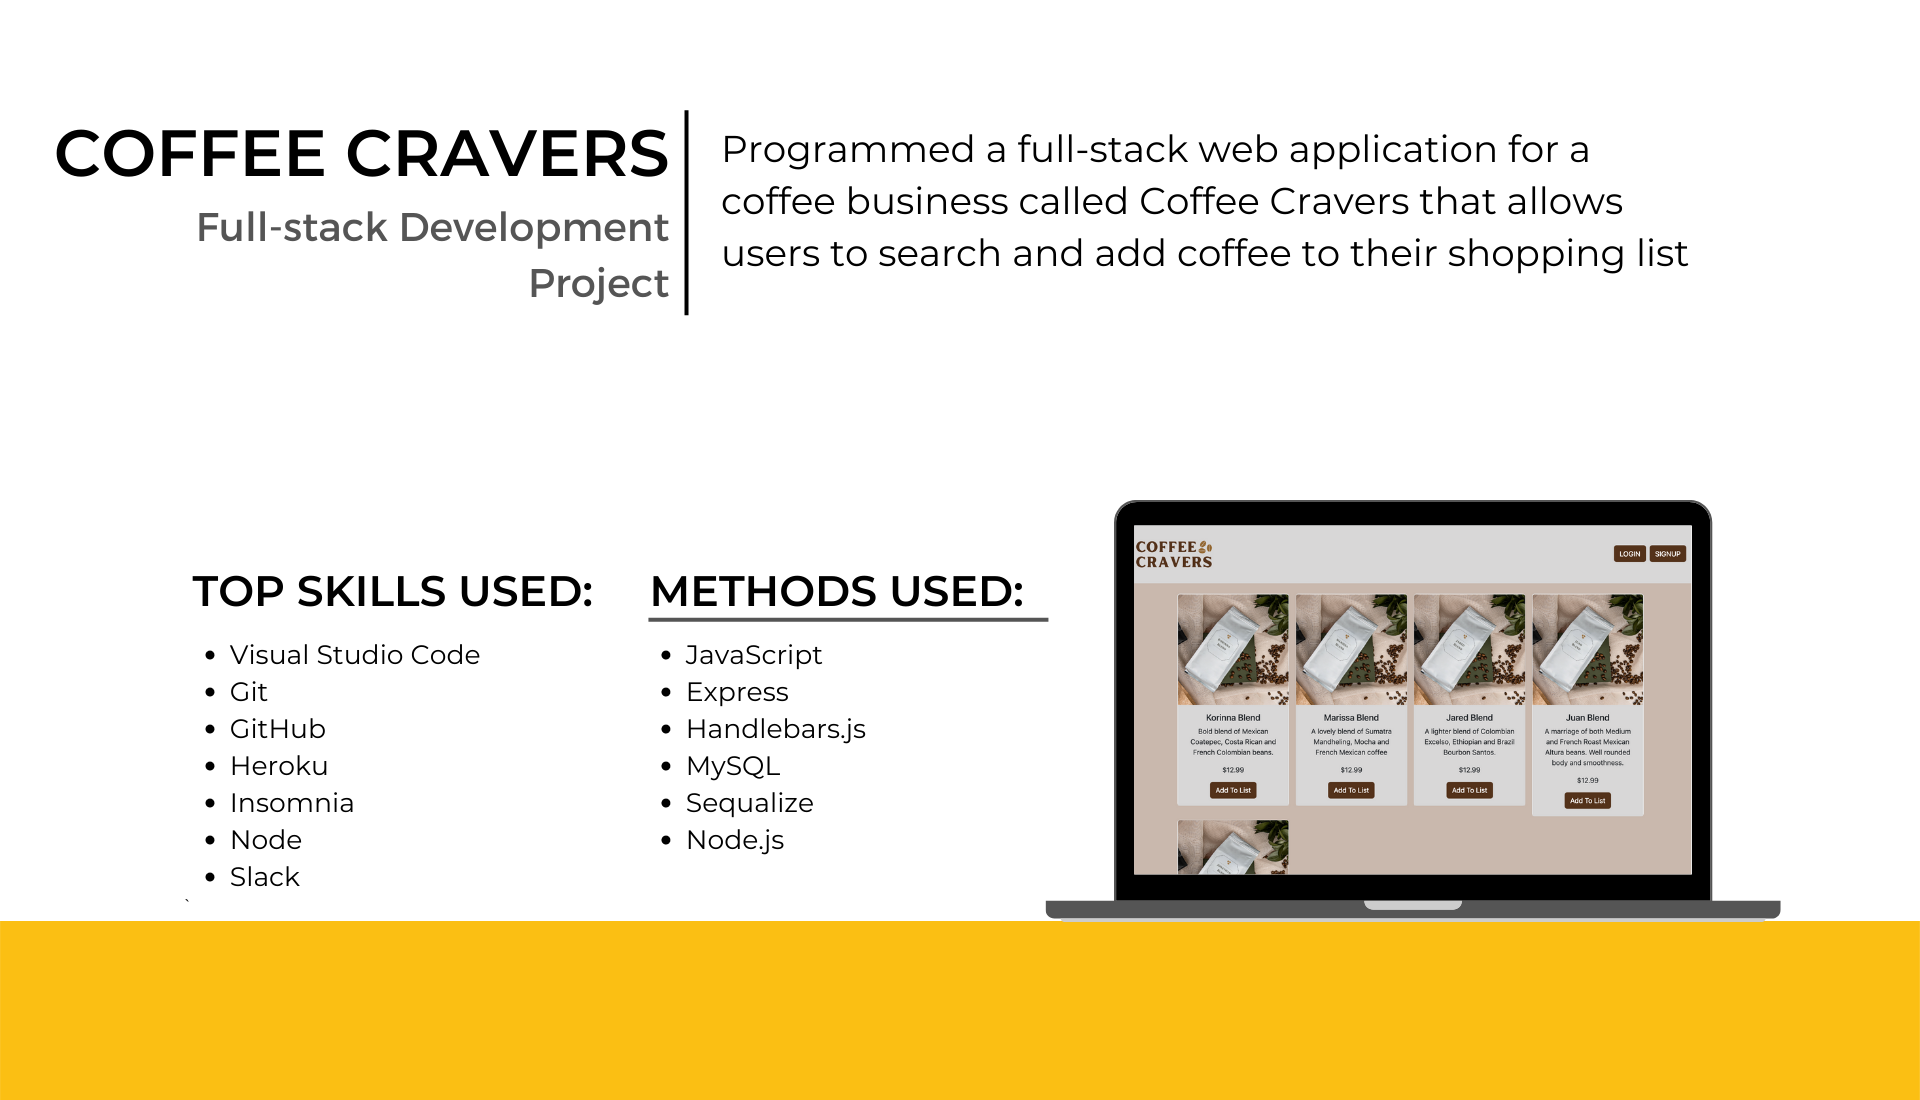 COFFEE CRAVERS
Full-stack Development
Project
Programmed a full-stack web application for a
coffee business called Coffee Cravers that allows
users to search and add coffee to their shopping list
TOP SKILLS USED:
• Visual Studio Code
• Git
• GitHub
• Heroku
• Insomnia
• Node
• Slack
`
METHODS USED:
• JavaScript
• Express
• Handlebars.js
• MySQL
• Sequalize
• Node.js
COFFEE
CRAVERS
LOGIN SIGNUP
Korinna Blend
Bold blend of Mexican
Coatepec, Costa Rican and
French Colombian beans.
$12.99
Add To List
Marissa Blend
A lovely blend of Sumatra
Mandheling, Mocha and
French Mexican coffee
$12.99
Add To List
Jared Blend
A lighter blend of Colombian
Excelso, Ethiopian and Brazil
Bourbon Santos.
$12.99
Add To List
Juan Blend
A marriage of both Medium
and French Roast Mexican
Altura beans. Well rounded
body and smoothness.
$12.99
Add To List